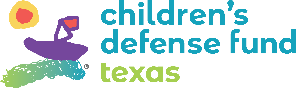 children's
defense fund
texas
®